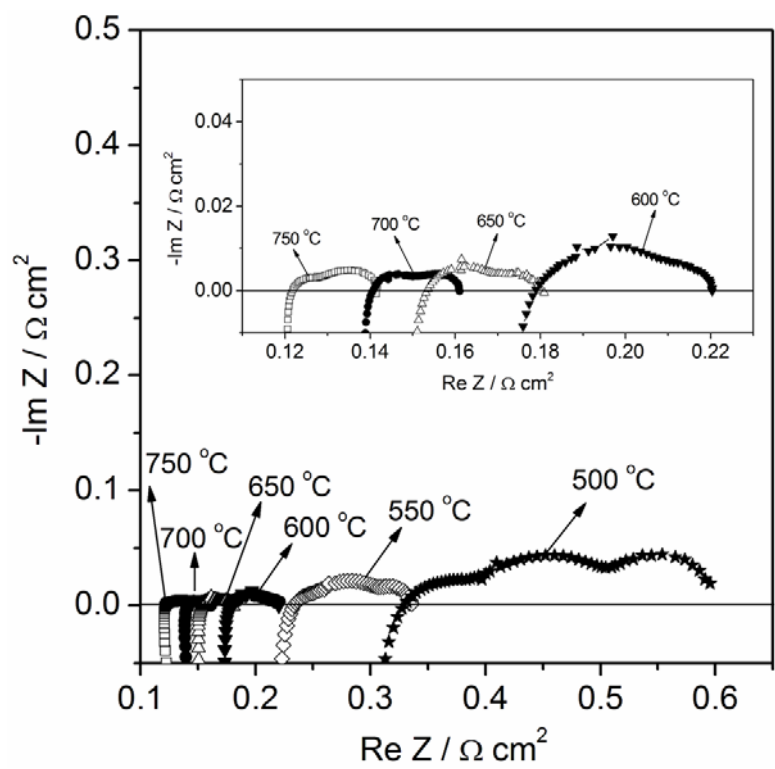 0.5
0.4
0.3
0.2
0.1
0.0
-Im Z / Ω cm²
0.04
0.02
0.00
-Im Z / Ω cm²
750 °C
700 °C
650 °C
600 °C
0.12 0.14 0.16 0.18 0.20 0.22
Re Z / Ω cm²
750 °C
700 °C
650 °C
600 °C
550 °C
500 °C
0.1 0.2 0.3 0.4 0.5 0.6
Re Z / Ω cm²